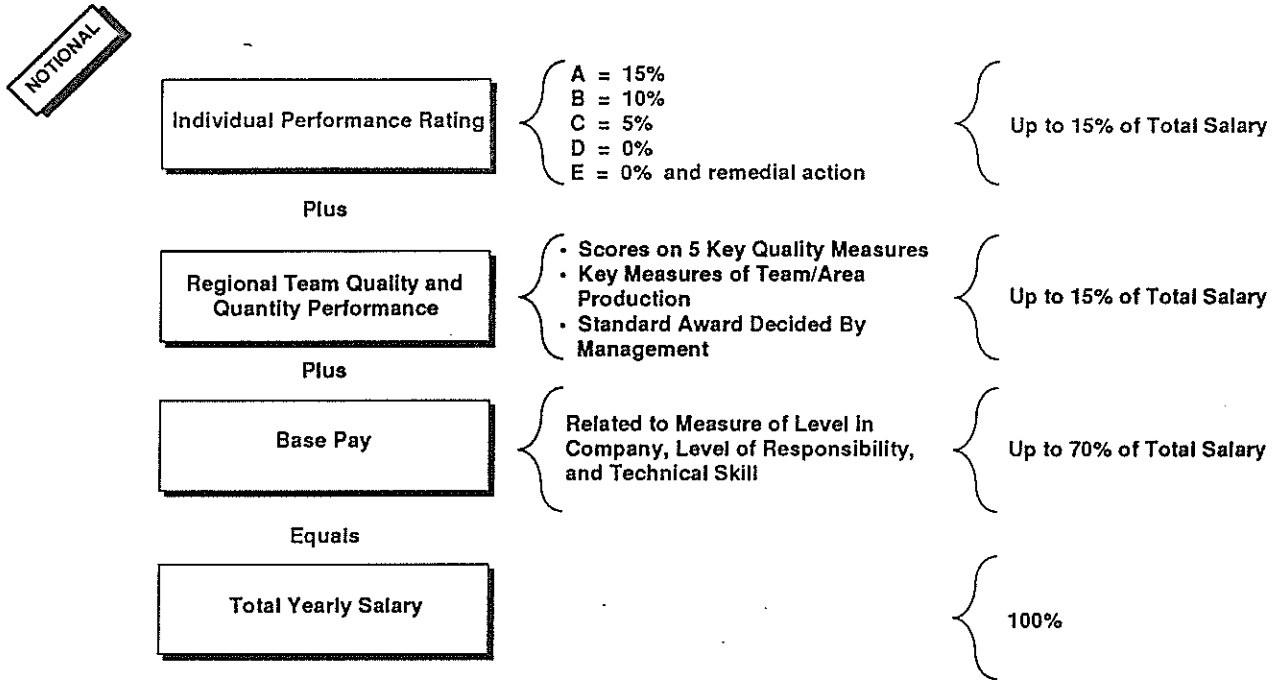 NOTIONAL
Individual Performance Rating
A = 15%
B = 10%
C = 5%
D = 0%
E = 0% and remedial action
Up to 15% of Total Salary
Plus
Regional Team Quality and
Quantity Performance
• Scores on 5 Key Quality Measures
• Key Measures of Team/Area
Production
• Standard Award Decided By
Management
Up to 15% of Total Salary
Plus
Base Pay
Related to Measure of Level in
Company, Level of Responsibility,
and Technical Skill
Up to 70% of Total Salary
Equals
Total Yearly Salary
100%